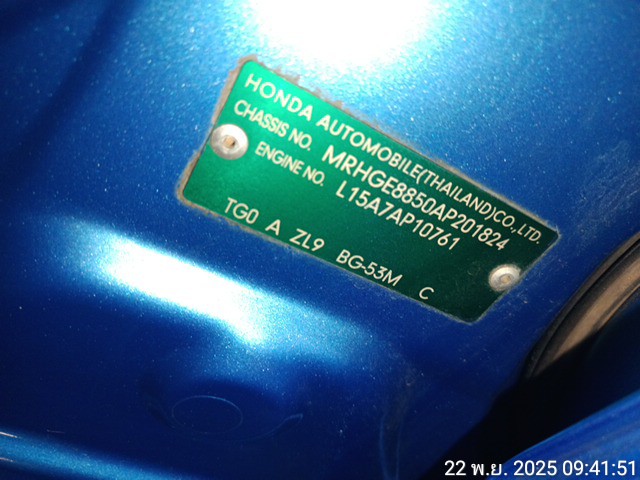 HONDA AUTOMOBILE(THAILAND)CO.,LTD.
CHASSIS NO. MRHGE8850AP201824
ENGINE NO. L15A7AP10761
TG0 A ZL9 BG-53M C
22 พ.ย. 2025 09:41:51